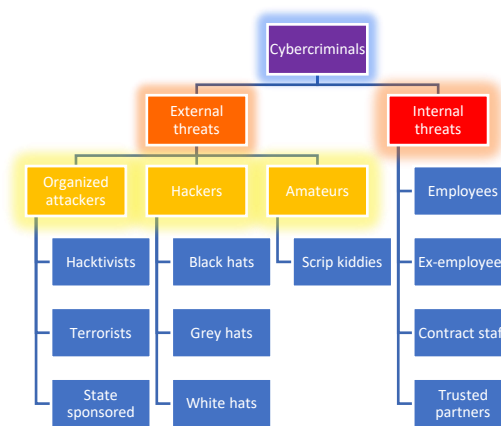 Cybercriminals
External
threats
Internal
threats
Organized
attackers
Hackers
Amateurs
Employees
Hacktivists
Black hats
Scrip kiddies
Ex-employee
Terrorists
Grey hats
Contract staf
State
sponsored
White hats
Trusted
partners